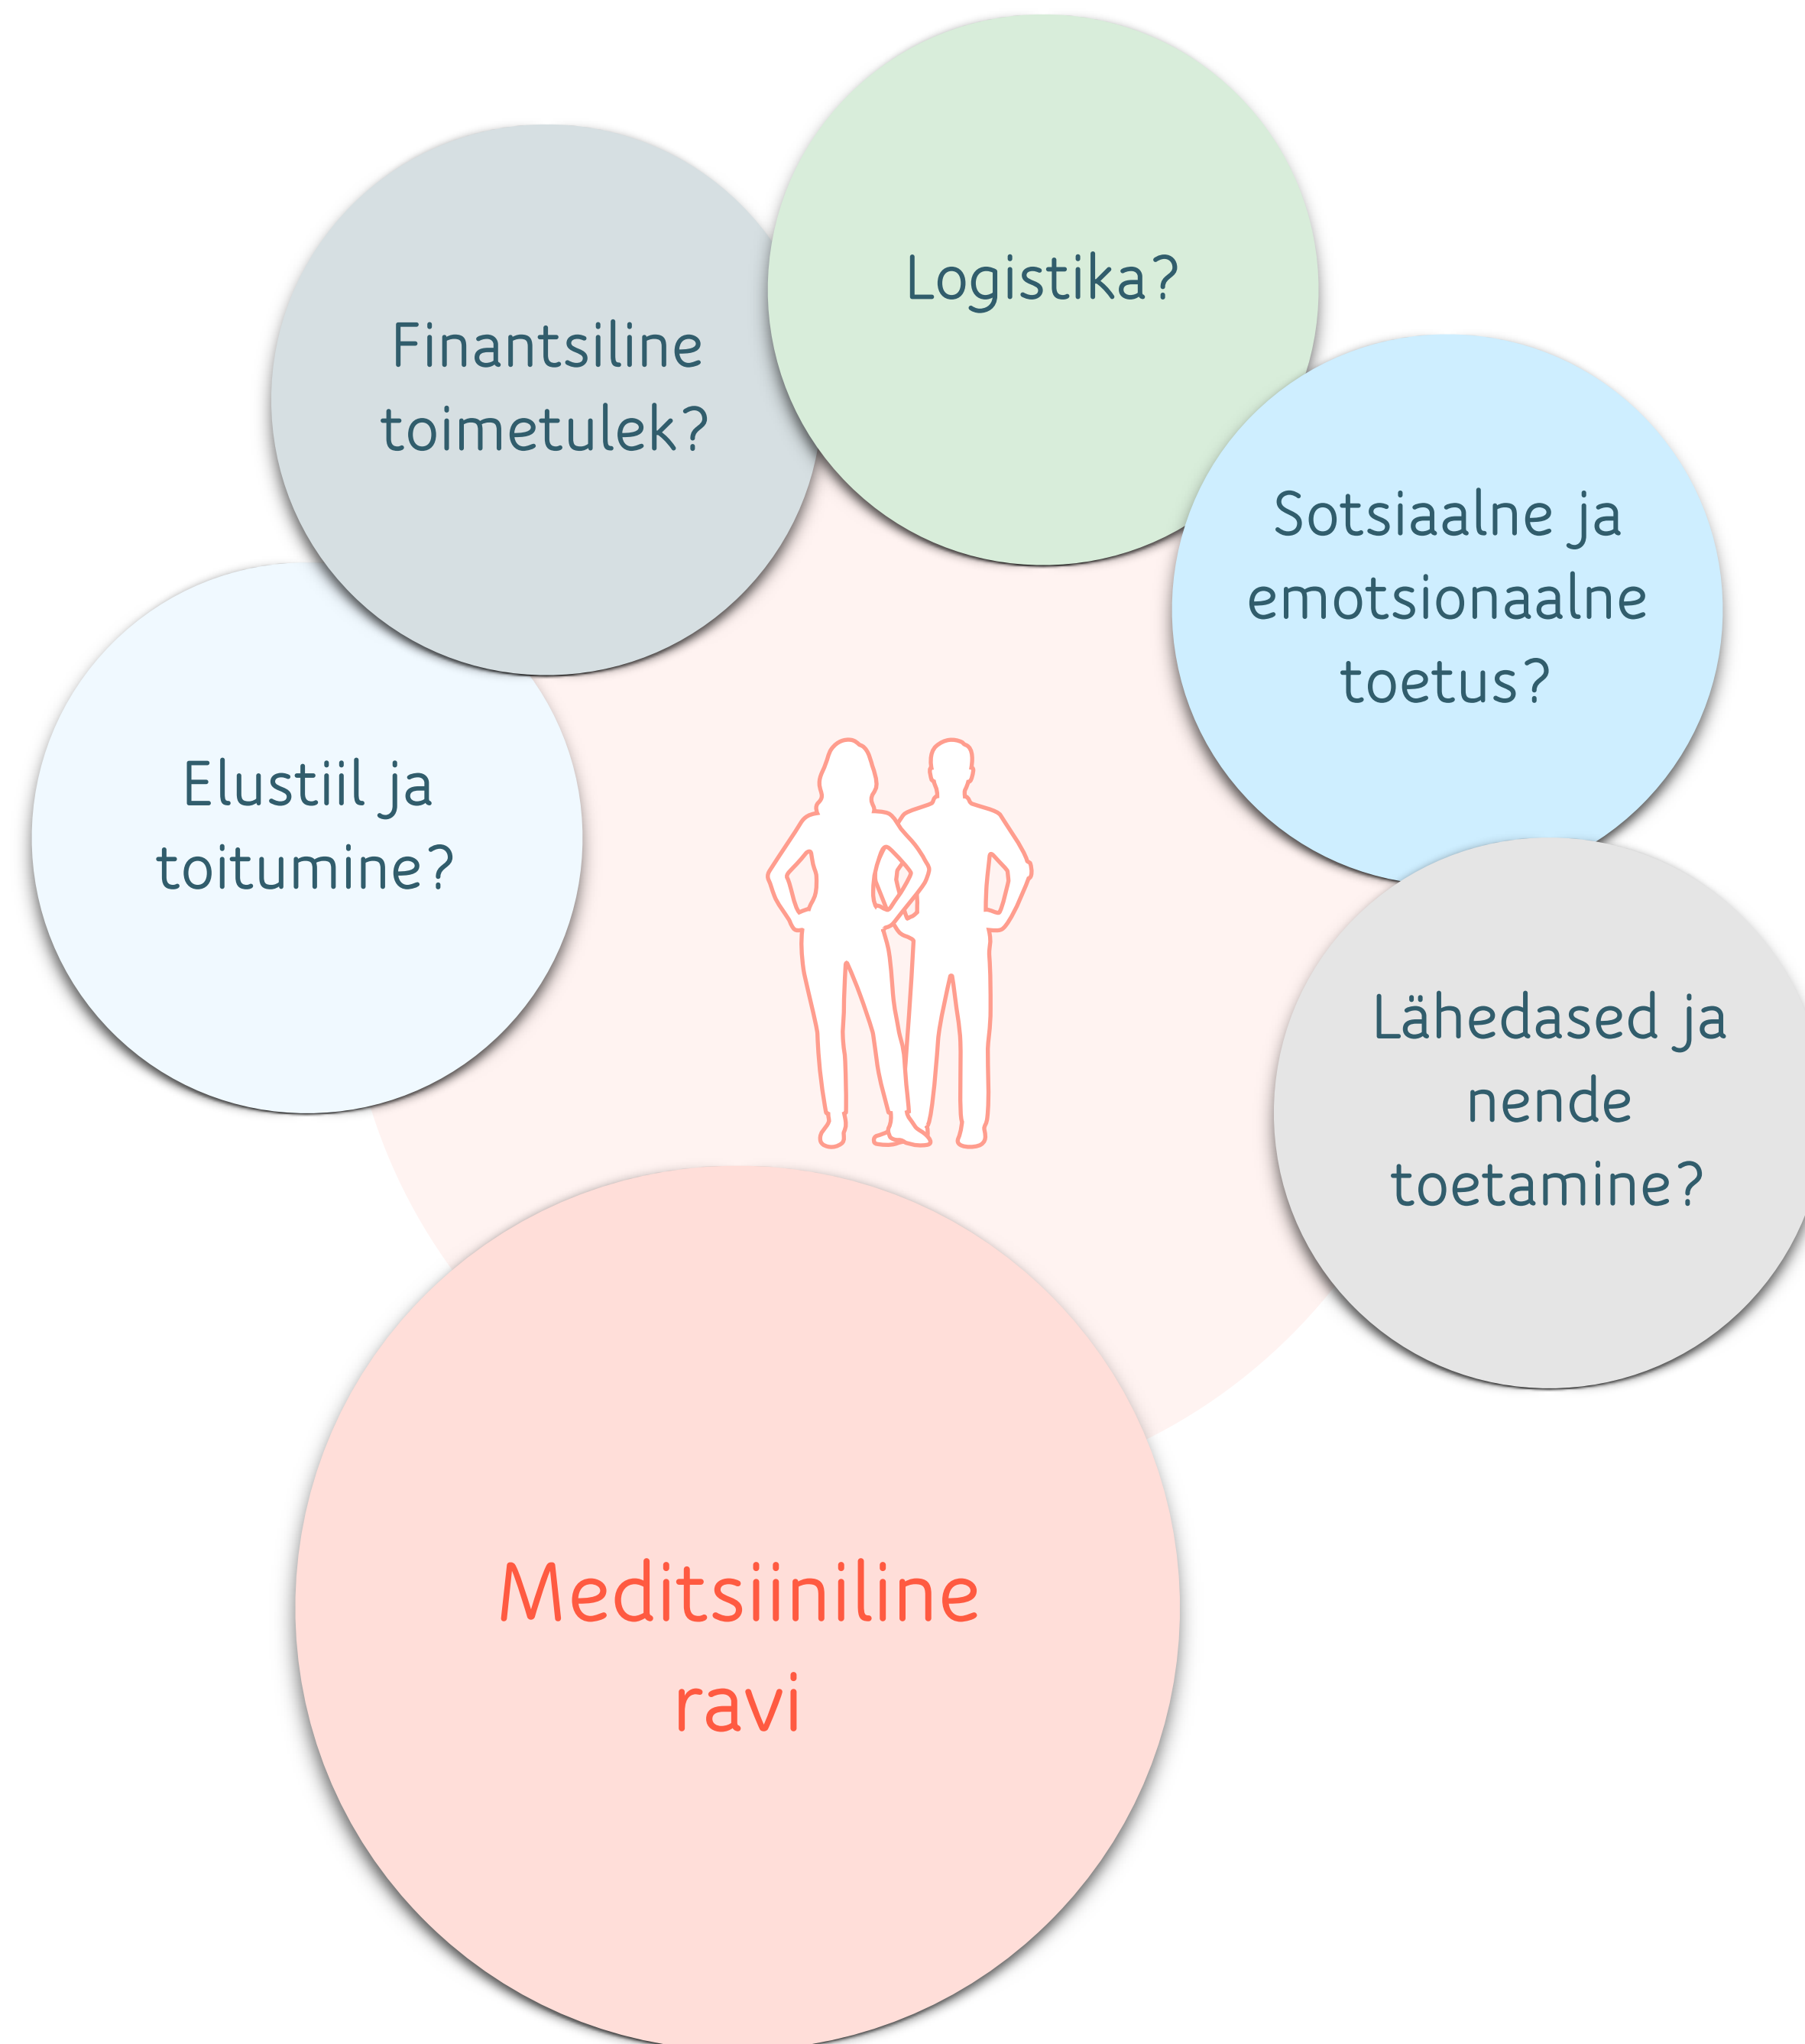 Logistika?
Finantsiline
toimetulek?
Sotsiaalne ja
emotsionaalne
toetus?
Elustiil ja
toitumine?
Lähedased ja
nende
toetamine?
Meditsiiniline
ravi